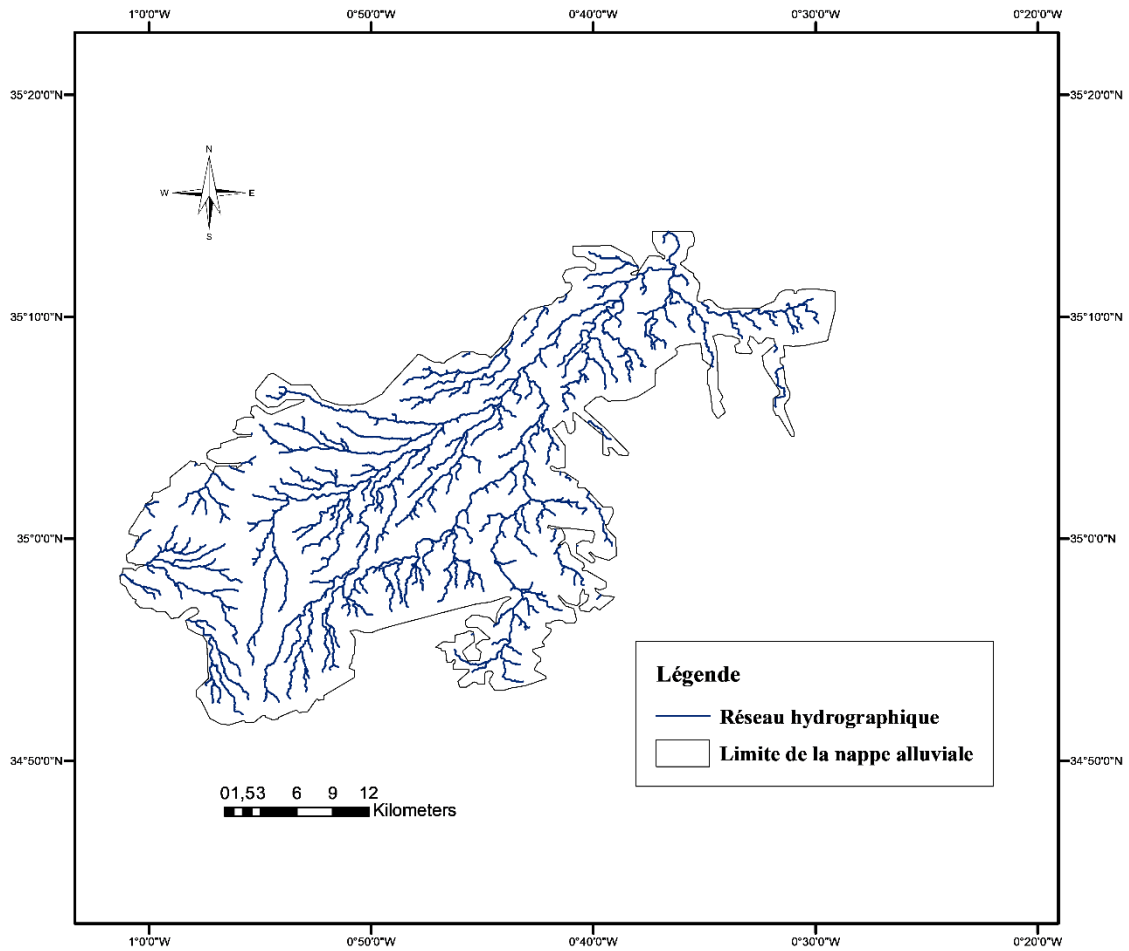 1°0'0"W 0°50'0"W 0°40'0"W 0°30'0"W 0°20'0"W
35°20'0"N 35°20'0"N
N
W E
S
35°10'0"N 35°10'0"N
35°0'0"N 35°0'0"N
Légende
Réseau hydrographique
Limite de la nappe alluviale
34°50'0"N 34°50'0"N
01,53 6 9 12
Kilometers
1°0'0"W 0°50'0"W 0°40'0"W 0°30'0"W 0°20'0"W